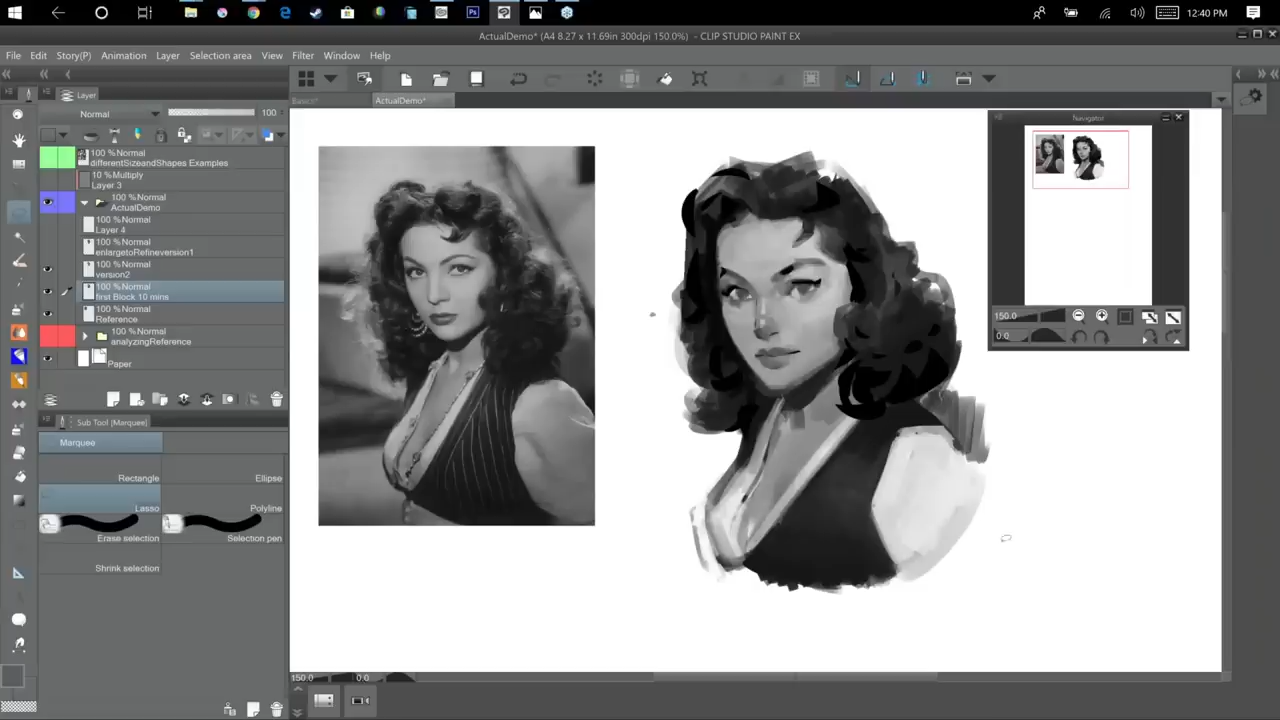 12:40 PM
ActualDemo* (A4 8.27 x 11.69in 300dpi 150.0%) - CLIP STUDIO PAINT EX
File Edit Story(P) Animation Layer Selection area View Filter Window Help
Layer
Basics*
ActualDemo*
Normal 100
100 %Normal
differentSizeandShapes Examples
10 %Multiply
Layer 3
100 %Normal
ActualDemo
100 %Normal
Layer 4
100 %Normal
enlargetoRefineversion1
100 %Normal
version2
100 %Normal
first Block 10 mins
100 %Normal
Reference
100 %Normal
analyzingReference
Paper
Sub Tool [Marquee]
Marquee
Rectangle Ellipse
Lasso Polyline
Erase selection Selection pen
Shrink selection
Navigator
150.0
0.0
150.0 0.0